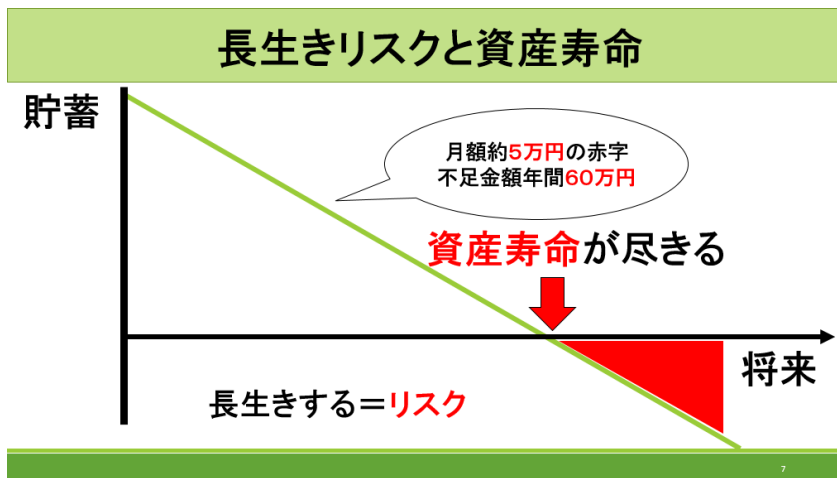 長生きリスクと資産寿命
貯蓄
月額約5万円の赤字
不足金額年間60万円
資産寿命が尽きる
将来
長生きする＝リスク
7